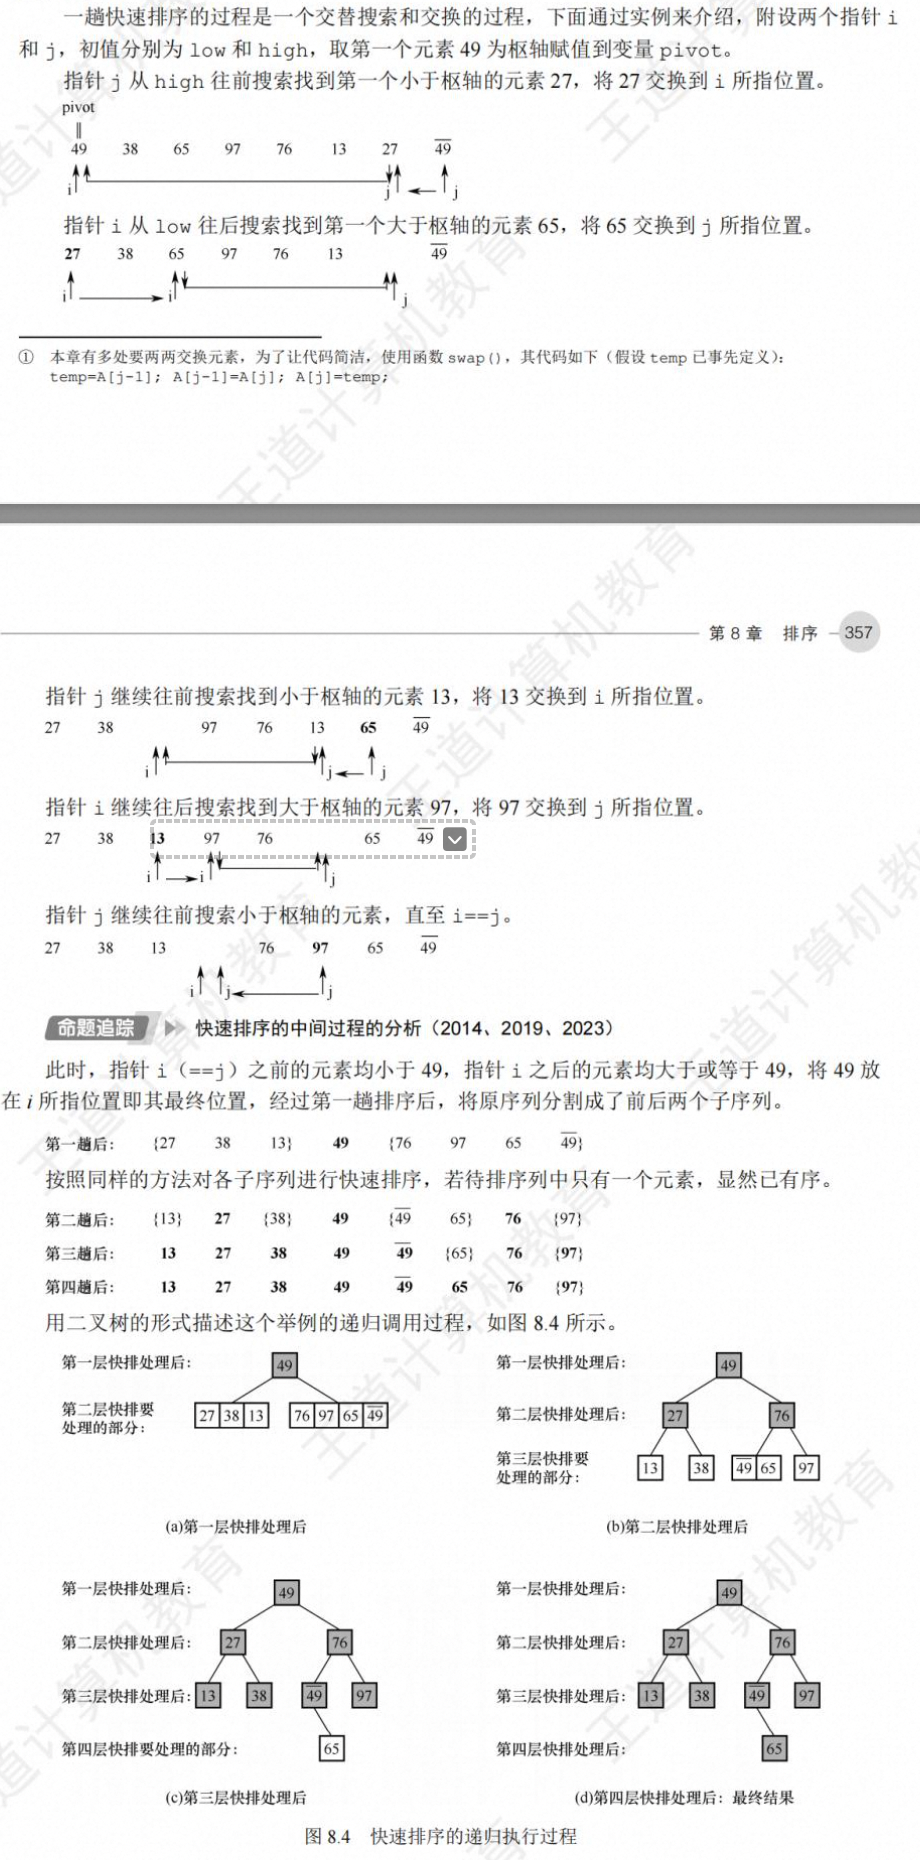 一趟快速排序的过程是一个交替搜索和交换的过程，下面通过实例来介绍，附设两个指针 i
和 j，初值分别为 low 和 high，取第一个元素 49 为枢轴赋值到变量 pivot。
指针 j 从 high 往前搜索找到第一个小于枢轴的元素 27，将 27 交换到 i 所指位置。
pivot
‖
49 38 65 97 76 13 27 4̅9̅
i j j
指针 i 从 low 往后搜索找到第一个大于枢轴的元素 65，将 65 交换到 j 所指位置。
27 38 65 97 76 13 4̅9̅
i i j
① 本章有多处要两两交换元素，为了让代码简洁，使用函数 swap()，其代码如下（假设 temp 已事先定义）：
temp=A[j-1]; A[j-1]=A[j]; A[j]=temp;
第 8 章 排序 357
指针 j 继续往前搜索找到小于枢轴的元素 13，将 13 交换到 i 所指位置。
27 38 97 76 13 65 4̅9̅
i j j
指针 i 继续往后搜索找到大于枢轴的元素 97，将 97 交换到 j 所指位置。
27 38 13 97 76 65 4̅9̅
i i j
指针 j 继续往前搜索小于枢轴的元素，直至 i==j。
27 38 13 76 97 65 4̅9̅
i j j
命题追踪 快速排序的中间过程的分析（2014、2019、2023）
此时，指针 i（==j）之前的元素均小于 49，指针 i 之后的元素均大于或等于 49，将 49 放
在 i 所指位置即其最终位置，经过第一趟排序后，将原序列分割成了前后两个子序列。
第一趟后： {27 38 13} 49 {76 97 65 4̅9̅}
按照同样的方法对各子序列进行快速排序，若待排序列中只有一个元素，显然已有序。
第二趟后： {13} 27 {38} 49 {4̅9̅ 65} 76 {97}
第三趟后： 13 27 38 49 4̅9̅ {65} 76 {97}
第四趟后： 13 27 38 49 4̅9̅ 65 76 {97}
用二叉树的形式描述这个举例的递归调用过程，如图 8.4 所示。
第一层快排处理后： 49
第二层快排要
处理的部分： 27 38 13 76 97 65 4̅9̅
(a)第一层快排处理后
第一层快排处理后： 49
第二层快排处理后： 27 76
第三层快排要
处理的部分： 13 38 4̅9̅ 65 97
(b)第二层快排处理后
第一层快排处理后： 49
第二层快排处理后： 27 76
第三层快排处理后： 13 38 4̅9̅ 97
第四层快排要处理的部分： 65
(c)第三层快排处理后
第一层快排处理后： 49
第二层快排处理后： 27 76
第三层快排处理后： 13 38 4̅9̅ 97
第四层快排处理后： 65
(d)第四层快排处理后：最终结果
图 8.4 快速排序的递归执行过程
王道计算机教育